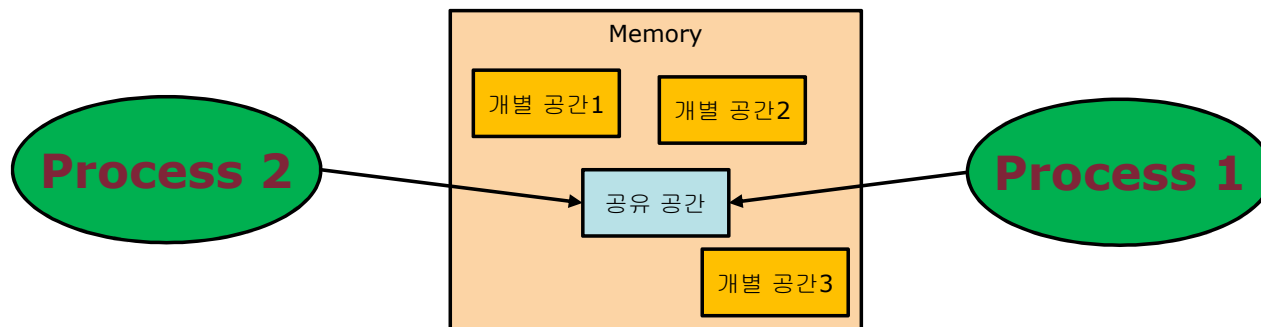 Memory
개별 공간1
개별 공간2
Process 2
Process 1
공유 공간
개별 공간3